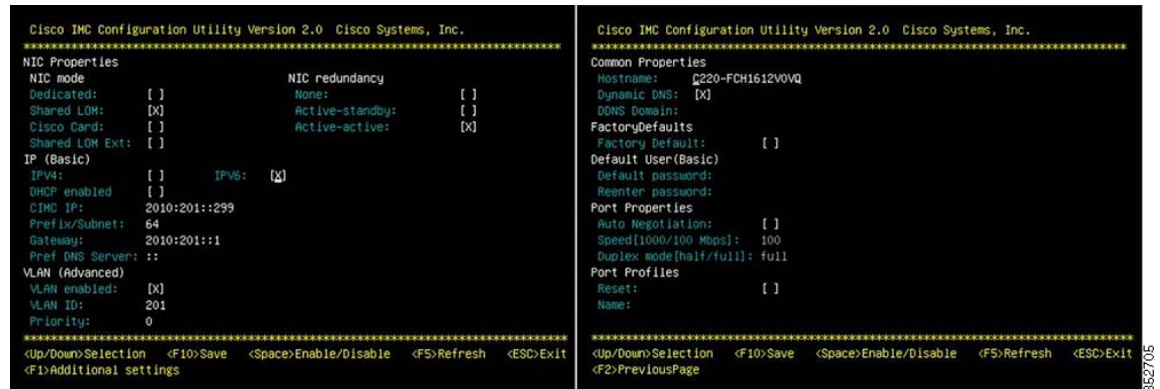 Cisco IMC Configuration Utility Version 2.0 Cisco Systems, Inc.
******************************************************************************
NIC Properties
NIC mode NIC redundancy
Dedicated: [ ] None: [ ]
Shared LOM: [X] Active-standby: [ ]
Cisco Card: [ ] Active-active: [X]
Shared LOM Ext: [ ]
IP (Basic)
IPV4: [ ] IPV6: [X]
DHCP enabled [ ]
CIMC IP: 2010:201::299
Prefix/Subnet: 64
Gateway: 2010:201::1
Pref DNS Server: ::
VLAN (Advanced)
VLAN enabled: [X]
VLAN ID: 201
Priority: 0
******************************************************************************
<Up/Down>Selection <F10>Save <Space>Enable/Disable <F5>Refresh <ESC>Exit
<F1>Additional settings
Cisco IMC Configuration Utility Version 2.0 Cisco Systems, Inc.
******************************************************************************
Common Properties
Hostname: C220-FCH1612V0VQ
Dynamic DNS: [X]
DDNS Domain:
FactoryDefaults
Factory Default: [ ]
Default User(Basic)
Default password:
Reenter password:
Port Properties
Auto Negotiation: [ ]
Speed[1000/100 Mbps]: 100
Duplex mode[half/full]: full
Port Profiles
Reset: [ ]
Name:
******************************************************************************
<Up/Down>Selection <F10>Save <Space>Enable/Disable <F5>Refresh <ESC>Exit
<F2>PreviousPage
352705